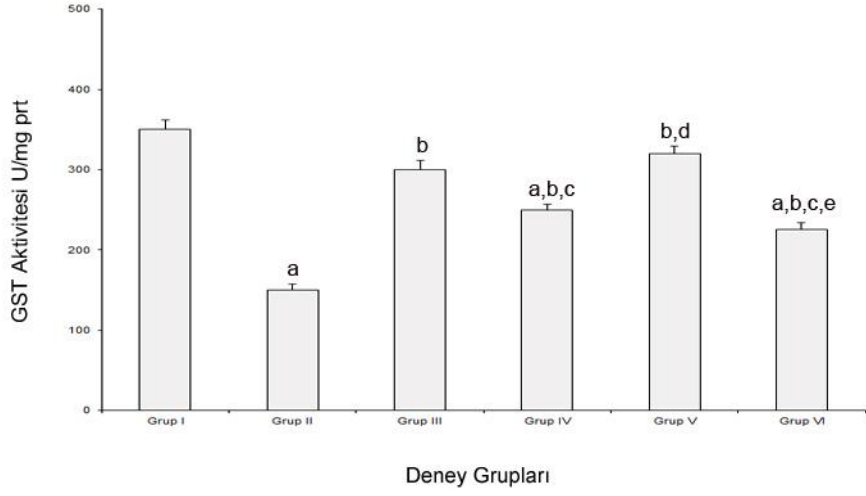 500
400
300
200
100
0
GST Aktivitesi U/mg prt
a
b
a,b,c
b,d
a,b,c,e
Grup I
Grup II
Grup III
Grup IV
Grup V
Grup VI
Deney Grupları